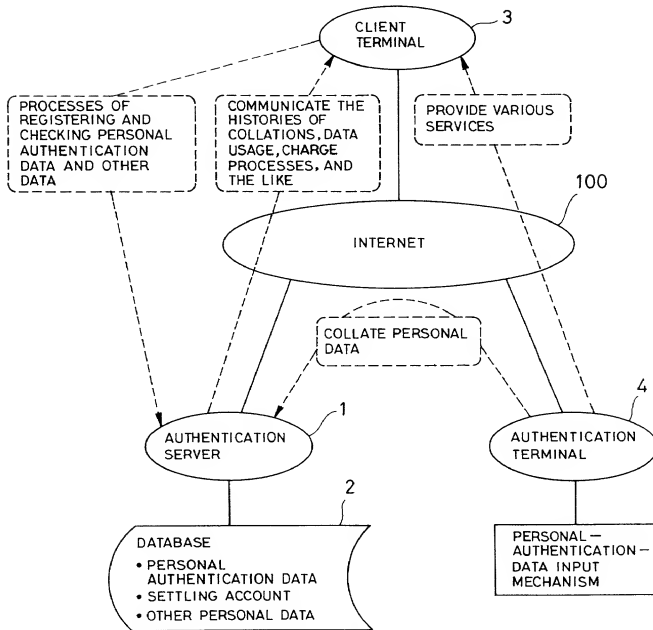 CLIENT
TERMINAL
3
PROCESSES OF
REGISTERING AND
CHECKING PERSONAL
AUTHENTICATION
DATA AND OTHER
DATA
COMMUNICATE THE
HISTORIES OF
COLLATIONS, DATA
USAGE, CHARGE
PROCESSES, AND
THE LIKE
PROVIDE VARIOUS
SERVICES
100
INTERNET
COLLATE PERSONAL
DATA
1
AUTHENTICATION
SERVER
4
AUTHENTICATION
TERMINAL
2
DATABASE
• PERSONAL
AUTHENTICATION DATA
• SETTLING ACCOUNT
• OTHER PERSONAL DATA
PERSONAL—
AUTHENTICATION—
DATA INPUT
MECHANISM